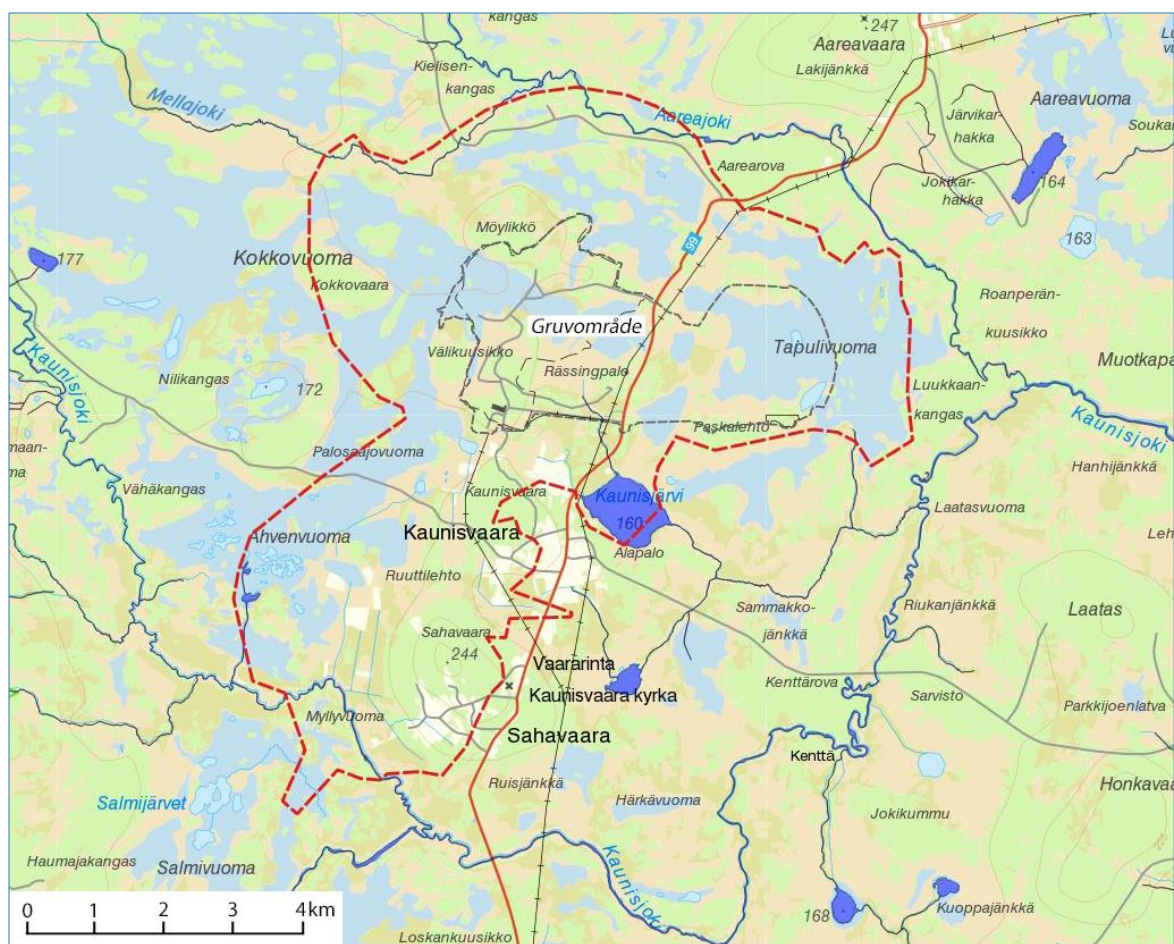 kangas
247
Aareavaara
Lakijänkkä
Kielisen-
kangas
Mellajoki
Aareajoki
Aareavuoma
Järvikar-
hakka
Aarearova
Jokikar-
hakka
164
163
Möylikkö
99
177
Kokkovuoma
Kokkovaara
Roanperän-
kuusikko
Gruvområde
Välikuusikko
Tapulivuoma
Muotkapa
Rässingpalo
Kaunisjoki
Nilikangas
172
Luukkaan-
kangas
Kaunisjoki
maan-
ma
Palosaajovuoma
Paskalehto
Hanhijänkkä
Vähäkangas
Kaunisvaara
Kaunisjärvi
160
Laatasvuoma
Ahvenvuoma
Kaunisvaara
Alapalo
Ruuttilehto
Riukanjänkkä
Laatas
Sammakko-
jänkkä
Sahavaara
244
Vaararinta
Kaunisvaara kyrka
Kenttärova
Sarvisto
Parkkijoenlatva
Myllyvuoma
Sahavaara
Kenttä
Ruisjänkkä
Salmijärvet
Härkävuoma
Honkavaa
Jokikummu
Haumajakangas
Salmivuoma
Kaunisjoki
168
Kuoppajänkkä
0 1 2 3 4 km
Loskankuusikko